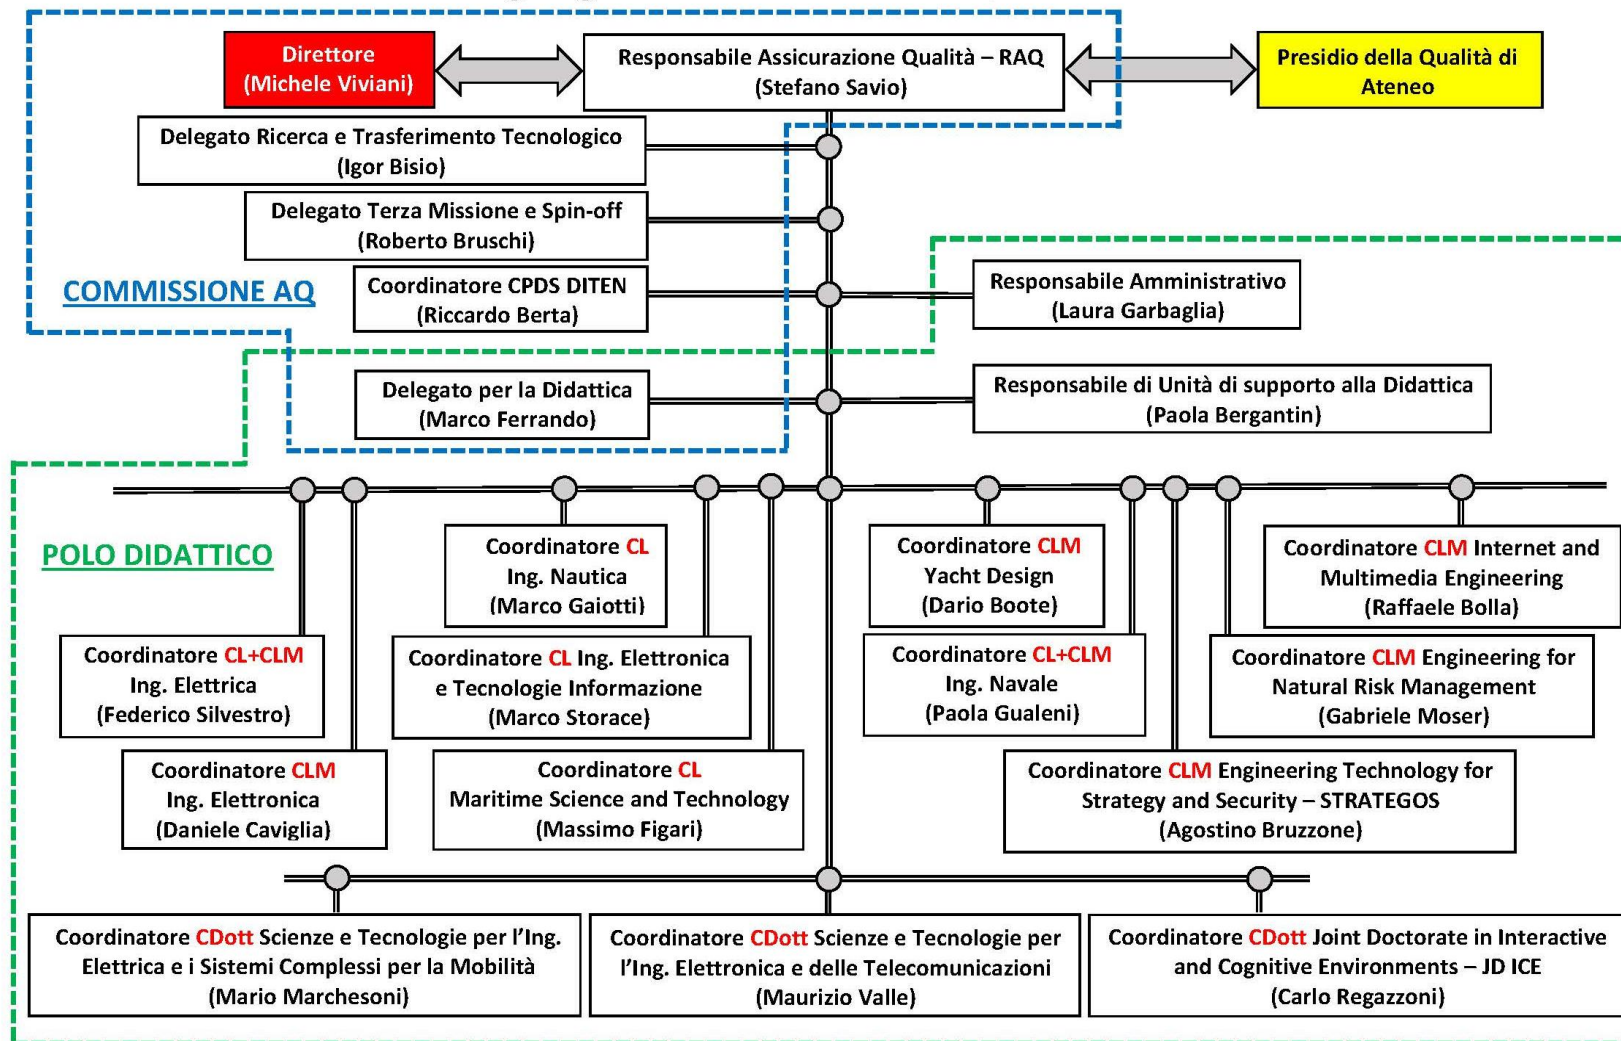 Direttore
(Michele Viviani)
Responsabile Assicurazione Qualità – RAQ
(Stefano Savio)
Presidio della Qualità di
Ateneo
Delegato Ricerca e Trasferimento Tecnologico
(Igor Bisio)
Delegato Terza Missione e Spin-off
(Roberto Bruschi)
COMMISSIONE AQ
Coordinatore CPDS DITEN
(Riccardo Berta)
Responsabile Amministrativo
(Laura Garbaglia)
Delegato per la Didattica
(Marco Ferrando)
Responsabile di Unità di supporto alla Didattica
(Paola Bergantin)
POLO DIDATTICO
Coordinatore CL
Ing. Nautica
(Marco Gaiotti)
Coordinatore CLM
Yacht Design
(Dario Boote)
Coordinatore CLM Internet and
Multimedia Engineering
(Raffaele Bolla)
Coordinatore CL+CLM
Ing. Elettrica
(Federico Silvestro)
Coordinatore CL Ing. Elettronica
e Tecnologie Informazione
(Marco Storace)
Coordinatore CL+CLM
Ing. Navale
(Paola Gualeni)
Coordinatore CLM Engineering for
Natural Risk Management
(Gabriele Moser)
Coordinatore CLM
Ing. Elettronica
(Daniele Caviglia)
Coordinatore CL
Maritime Science and Technology
(Massimo Figari)
Coordinatore CLM Engineering Technology for
Strategy and Security – STRATEGOS
(Agostino Bruzzone)
Coordinatore CDott Scienze e Tecnologie per l'Ing.
Elettrica e i Sistemi Complessi per la Mobilità
(Mario Marchesoni)
Coordinatore CDott Scienze e Tecnologie per
l'Ing. Elettronica e delle Telecomunicazioni
(Maurizio Valle)
Coordinatore CDott Joint Doctorate in Interactive
and Cognitive Environments – JD ICE
(Carlo Regazzoni)